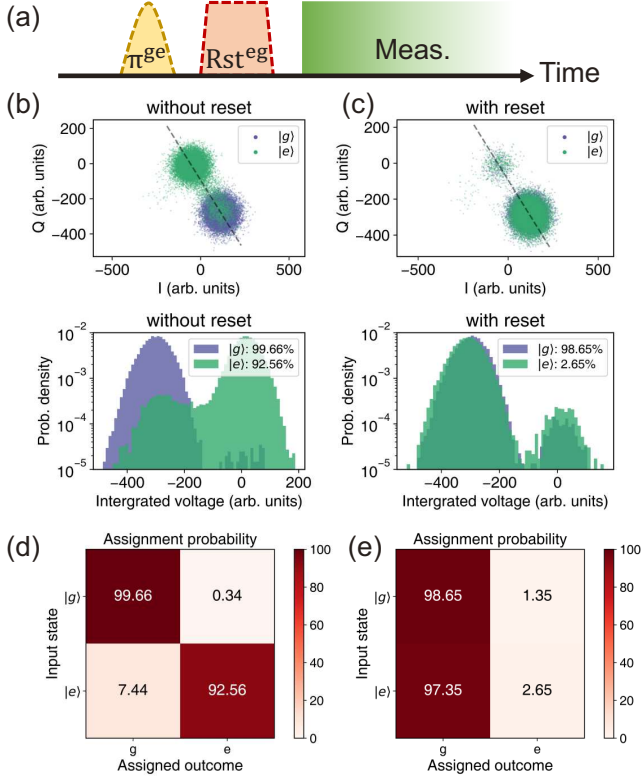 (a)
π^ge
Rst^eg
Meas.
Time
(b)
without reset
|g⟩
|e⟩
Q (arb. units)
200
0
−200
−400
−500
0
500
I (arb. units)
(c)
with reset
|g⟩
|e⟩
Q (arb. units)
200
0
−200
−400
−500
0
500
I (arb. units)
without reset
|g⟩: 99.66%
|e⟩: 92.56%
Prob. density
10^−2
10^−3
10^−4
10^−5
−400
−200
0
200
Intergrated voltage (arb. units)
with reset
|g⟩: 98.65%
|e⟩: 2.65%
Prob. density
10^−2
10^−3
10^−4
10^−5
−400
−200
0
200
Intergrated voltage (arb. units)
(d)
Assignment probability
Input state
|g⟩
99.66
0.34
|e⟩
7.44
92.56
g
e
Assigned outcome
100
80
60
40
20
0
(e)
Assignment probability
Input state
|g⟩
98.65
1.35
|e⟩
97.35
2.65
g
e
Assigned outcome
100
80
60
40
20
0